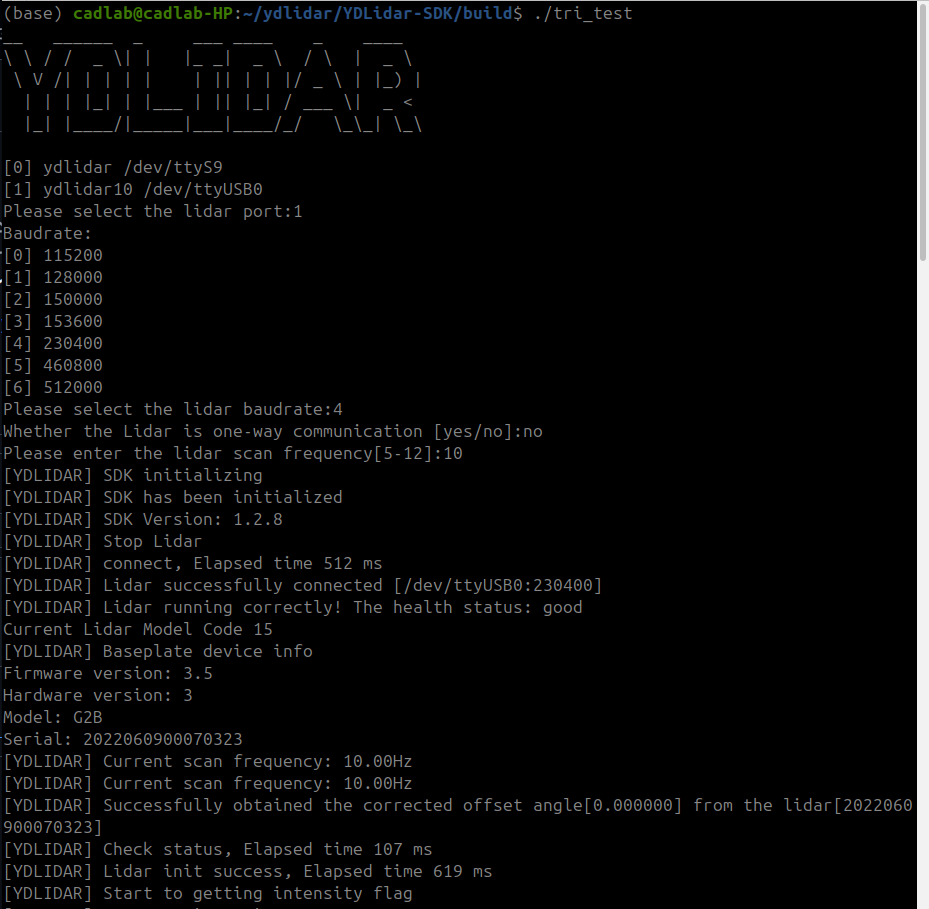 (base) cadlab@cadlab-HP:~/ydlidar/YDLidar-SDK/build$ ./tri_test
YDLIDAR
[0] ydlidar /dev/ttyS9
[1] ydlidar10 /dev/ttyUSB0
Please select the lidar port:1
Baudrate:
[0] 115200
[1] 128000
[2] 150000
[3] 153600
[4] 230400
[5] 460800
[6] 512000
Please select the lidar baudrate:4
Whether the Lidar is one-way communication [yes/no]:no
Please enter the lidar scan frequency[5-12]:10
[YDLIDAR] SDK initializing
[YDLIDAR] SDK has been initialized
[YDLIDAR] SDK Version: 1.2.8
[YDLIDAR] Stop Lidar
[YDLIDAR] connect, Elapsed time 512 ms
[YDLIDAR] Lidar successfully connected [/dev/ttyUSB0:230400]
[YDLIDAR] Lidar running correctly! The health status: good
Current Lidar Model Code 15
[YDLIDAR] Baseplate device info
Firmware version: 3.5
Hardware version: 3
Model: G2B
Serial: 2022060900070323
[YDLIDAR] Current scan frequency: 10.00Hz
[YDLIDAR] Current scan frequency: 10.00Hz
[YDLIDAR] Successfully obtained the corrected offset angle[0.000000] from the lidar[2022060
900070323]
[YDLIDAR] Check status, Elapsed time 107 ms
[YDLIDAR] Lidar init success, Elapsed time 619 ms
[YDLIDAR] Start to getting intensity flag